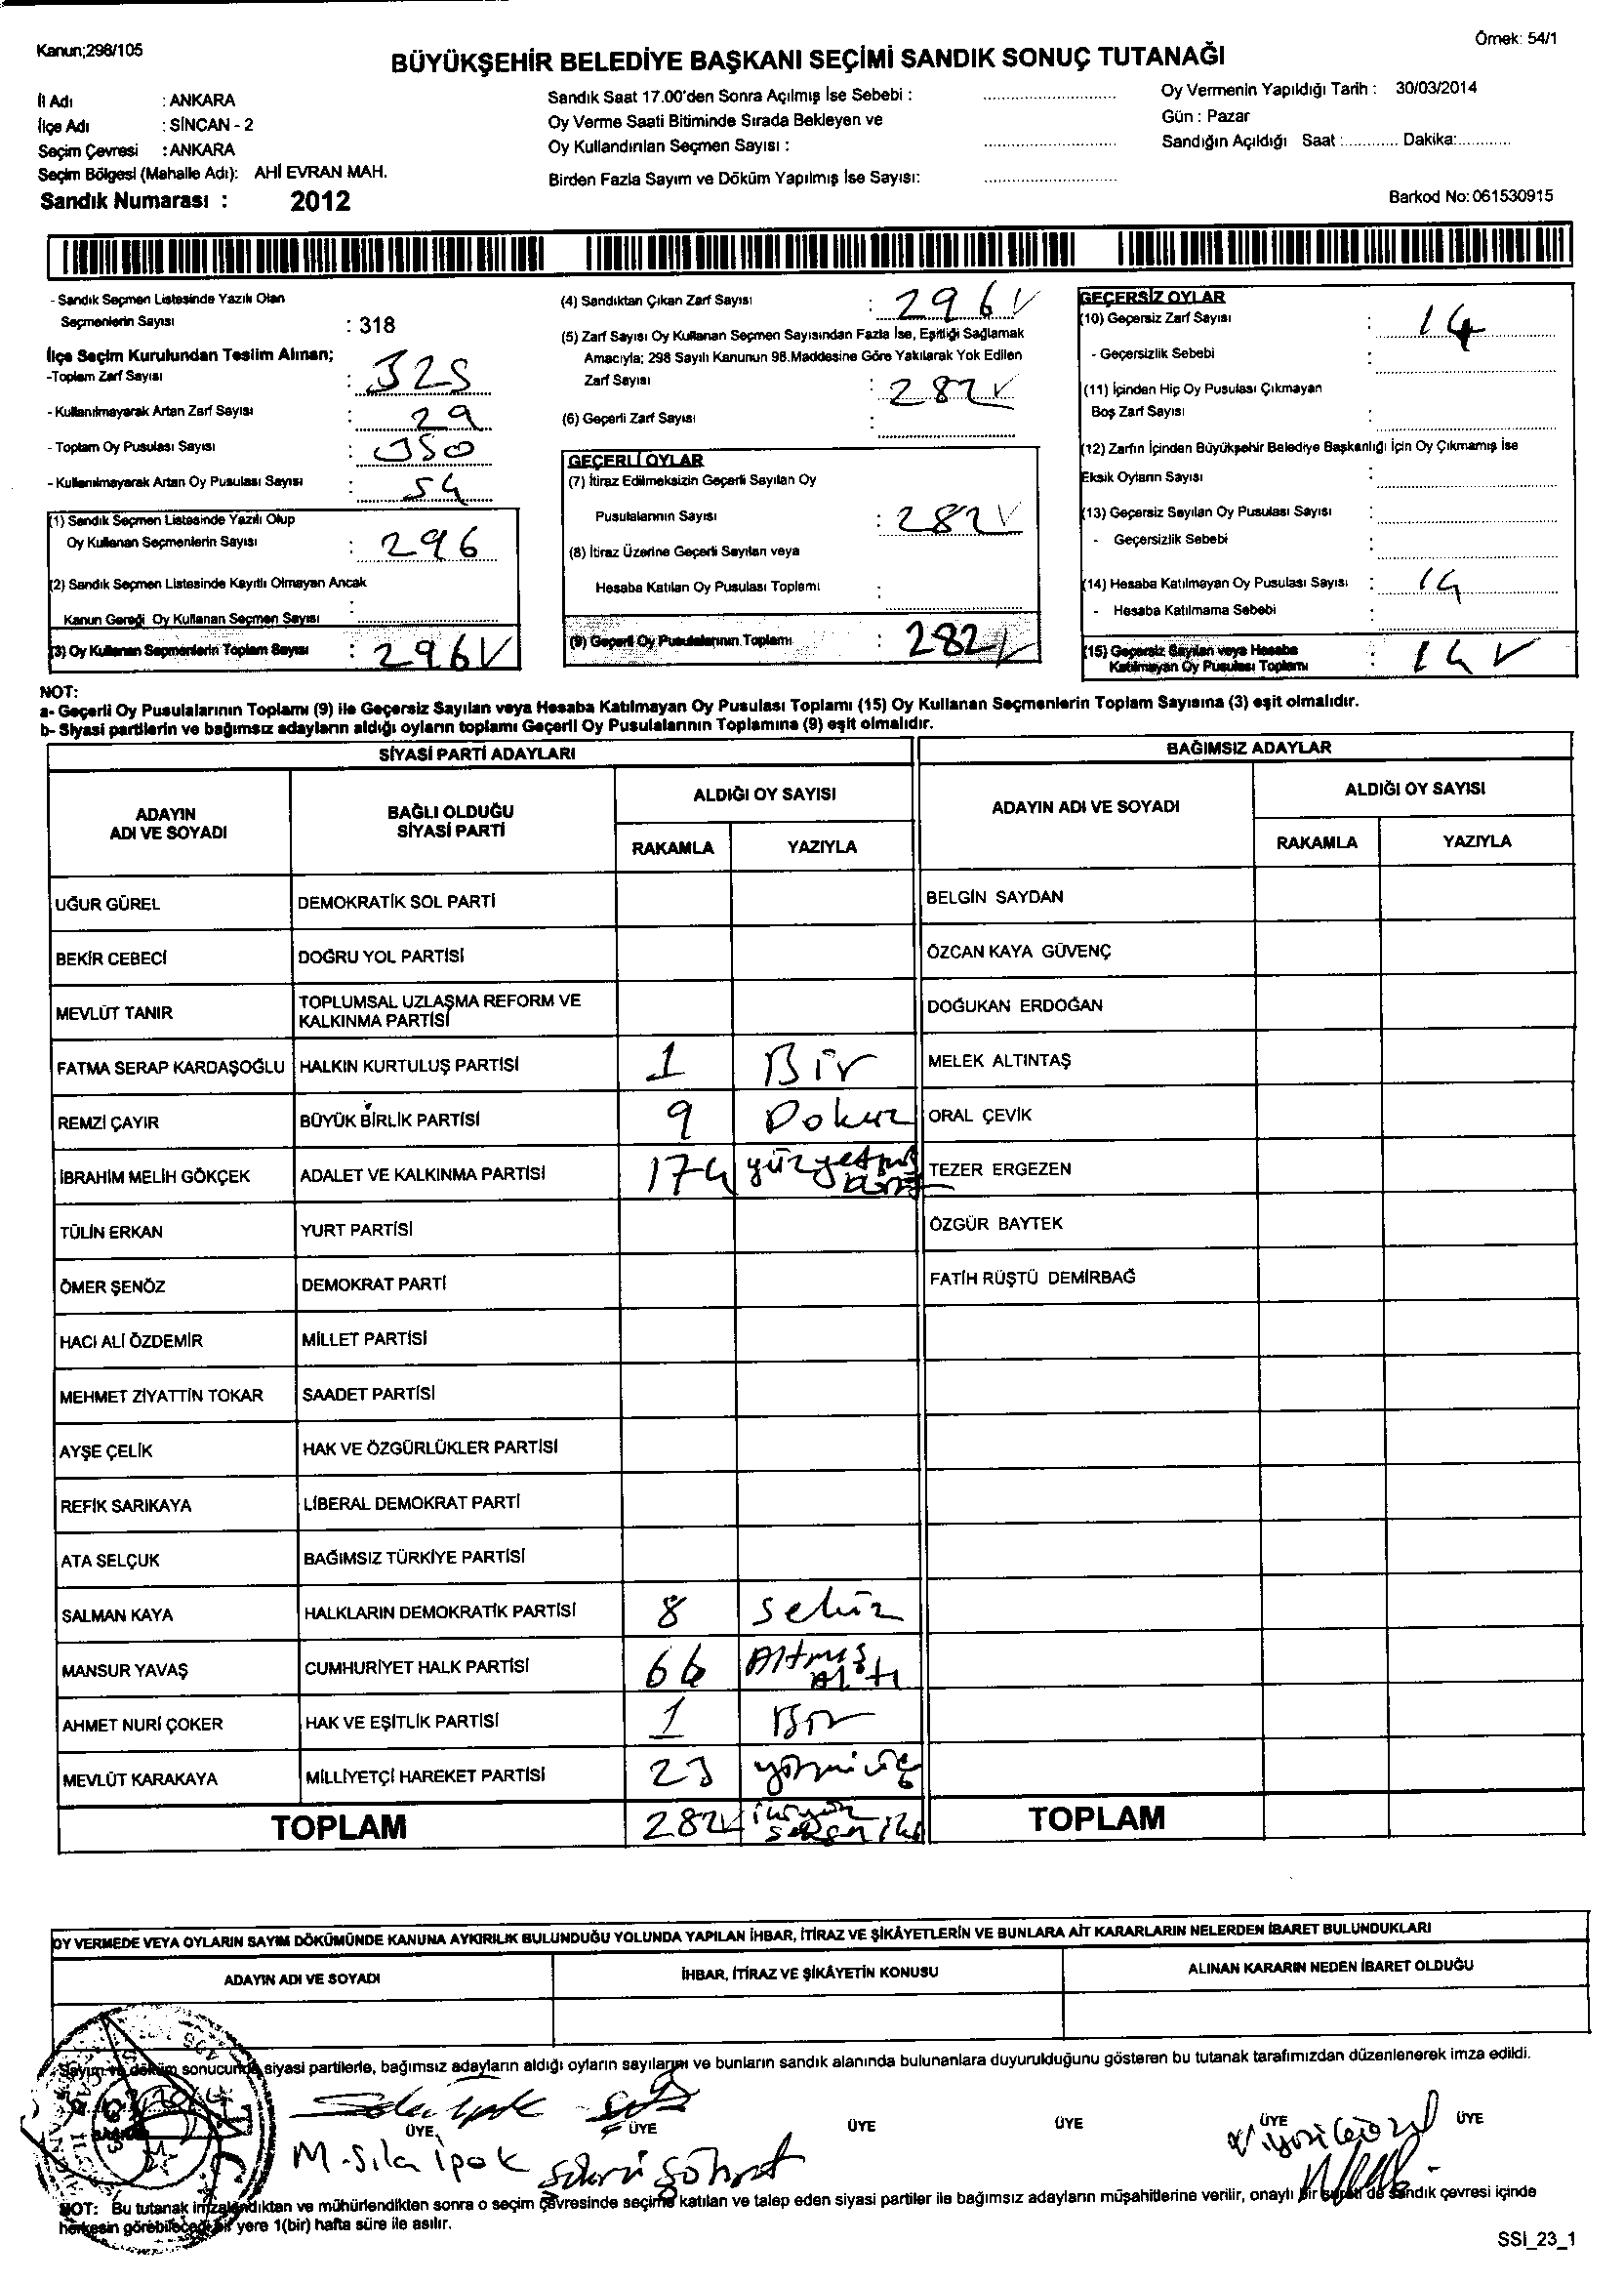 Kanun;298/105
Örnek: 54/1
BÜYÜKŞEHİR BELEDİYE BAŞKANI SEÇİMİ SANDIK SONUÇ TUTANAĞI
İl Adı : ANKARA
İlçe Adı : SİNCAN - 2
Seçim Çevresi : ANKARA
Seçim Bölgesi (Mahalle Adı): AHİ EVRAN MAH.
Sandık Numarası : 2012
Sandık Saat 17.00'den Sonra Açılmış İse Sebebi :
Oy Verme Saati Bitiminde Sırada Bekleyen ve
Oy Kullandırılan Seçmen Sayısı :
Birden Fazla Sayım ve Döküm Yapılmış İse Sayısı:
Oy Vermenin Yapıldığı Tarih : 30/03/2014
Gün : Pazar
Sandığın Açıldığı Saat :............ Dakika:............
Barkod No: 061530915
- Sandık Seçmen Listesinde Yazılı Olan
Seçmenlerin Sayısı : 318
İlçe Seçim Kurulundan Teslim Alınan;
-Toplam Zarf Sayısı : 325
- Kullanılmayarak Artan Zarf Sayısı : 29
- Toplam Oy Pusulası Sayısı : 350
- Kullanılmayarak Artan Oy Pusulası Sayısı : 54
(1) Sandık Seçmen Listesinde Yazılı Olup
Oy Kullanan Seçmenlerin Sayısı : 296
(2) Sandık Seçmen Listesinde Kayıtlı Olmayan Ancak
Kanun Gereği Oy Kullanan Seçmen Sayısı :
(3) Oy Kullanan Seçmenlerin Toplam Sayısı : 296 √
(4) Sandıktan Çıkan Zarf Sayısı : 296 √
(5) Zarf Sayısı Oy Kullanan Seçmen Sayısından Fazla İse, Eşitliği Sağlamak
Amacıyla; 298 Sayılı Kanunun 98.Maddesine Göre Yakılarak Yok Edilen
Zarf Sayısı : 282 √
(6) Geçerli Zarf Sayısı :
GEÇERLİ OYLAR
(7) İtiraz Edilmeksizin Geçerli Sayılan Oy
Pusulalarının Sayısı : 282 √
(8) İtiraz Üzerine Geçerli Sayılan veya
Hesaba Katılan Oy Pusulası Toplamı :
(9) Geçerli Oy Pusulalarının Toplamı : 282 √
GEÇERSİZ OYLAR
(10) Geçersiz Zarf Sayısı : 14
- Geçersizlik Sebebi :
(11) İçinden Hiç Oy Pusulası Çıkmayan
Boş Zarf Sayısı :
(12) Zarfın İçinden Büyükşehir Belediye Başkanlığı İçin Oy Çıkmamış İse
Eksik Oyların Sayısı :
(13) Geçersiz Sayılan Oy Pusulası Sayısı :
- Geçersizlik Sebebi :
(14) Hesaba Katılmayan Oy Pusulası Sayısı : 14
- Hesaba Katılmama Sebebi :
(15) Geçersiz Sayılan veya Hesaba
Katılmayan Oy Pusulası Toplamı : 14 √
NOT:
a- Geçerli Oy Pusulalarının Toplamı (9) ile Geçersiz Sayılan veya Hesaba Katılmayan Oy Pusulası Toplamı (15) Oy Kullanan Seçmenlerin Toplam Sayısına (3) eşit olmalıdır.
b- Siyasi partilerin ve bağımsız adayların aldığı oyların toplamı Geçerli Oy Pusulalarının Toplamına (9) eşit olmalıdır.
SİYASİ PARTİ ADAYLARI
ADAYIN
ADI VE SOYADI
BAĞLI OLDUĞU
SİYASİ PARTİ
ALDIĞI OY SAYISI
RAKAMLA YAZIYLA
UĞUR GÜREL DEMOKRATİK SOL PARTİ
BEKİR CEBECİ DOĞRU YOL PARTİSİ
MEVLÜT TANIR TOPLUMSAL UZLAŞMA REFORM VE
KALKINMA PARTİSİ
FATMA SERAP KARDAŞOĞLU HALKIN KURTULUŞ PARTİSİ 1 Bir
REMZİ ÇAYIR BÜYÜK BİRLİK PARTİSİ 9 Dokuz
İBRAHİM MELİH GÖKÇEK ADALET VE KALKINMA PARTİSİ 174 yüzyetmiş
dört
TÜLİN ERKAN YURT PARTİSİ
ÖMER ŞENÖZ DEMOKRAT PARTİ
HACI ALİ ÖZDEMİR MİLLET PARTİSİ
MEHMET ZİYATTİN TOKAR SAADET PARTİSİ
AYŞE ÇELİK HAK VE ÖZGÜRLÜKLER PARTİSİ
REFİK SARIKAYA LİBERAL DEMOKRAT PARTİ
ATA SELÇUK BAĞIMSIZ TÜRKİYE PARTİSİ
SALMAN KAYA HALKLARIN DEMOKRATİK PARTİSİ 8 sekiz
MANSUR YAVAŞ CUMHURİYET HALK PARTİSİ 66 Altmış
Altı
AHMET NURİ ÇOKER HAK VE EŞİTLİK PARTİSİ 1 Bir
MEVLÜT KARAKAYA MİLLİYETÇİ HAREKET PARTİSİ 23 yirmi üç
TOPLAM 282 √ ikiyüz
seksen iki
BAĞIMSIZ ADAYLAR
ADAYIN ADI VE SOYADI
ALDIĞI OY SAYISI
RAKAMLA YAZIYLA
BELGİN SAYDAN
ÖZCAN KAYA GÜVENÇ
DOĞUKAN ERDOĞAN
MELEK ALTINTAŞ
ORAL ÇEVİK
TEZER ERGEZEN
ÖZGÜR BAYTEK
FATİH RÜŞTÜ DEMİRBAĞ
TOPLAM
OY VERMEDE VEYA OYLARIN SAYIM DÖKÜMÜNDE KANUNA AYKIRILIK BULUNDUĞU YOLUNDA YAPILAN İHBAR, İTİRAZ VE ŞİKÂYETLERİN VE BUNLARA AİT KARARLARIN NELERDEN İBARET BULUNDUKLARI
ADAYIN ADI VE SOYADI İHBAR, İTİRAZ VE ŞİKÂYETİN KONUSU ALINAN KARARIN NEDEN İBARET OLDUĞU
Sayım ve döküm sonucunda siyasi partilerle, bağımsız adayların aldığı oyların sayılarını ve bunların sandık alanında bulunanlara duyurulduğunu gösteren bu tutanak tarafımızdan düzenlenerek imza edildi.
BAŞKAN ÜYE ÜYE ÜYE ÜYE ÜYE ÜYE
M. Sıla ipek
NOT: Bu tutanak imzalandıktan ve mühürlendikten sonra o seçim çevresinde seçime katılan ve talep eden siyasi partiler ile bağımsız adayların müşahitlerine verilir, onaylı bir sureti de sandık çevresi içinde
herkesin görebileceği bir yere 1(bir) hafta süre ile asılır.
SSİ_23_1